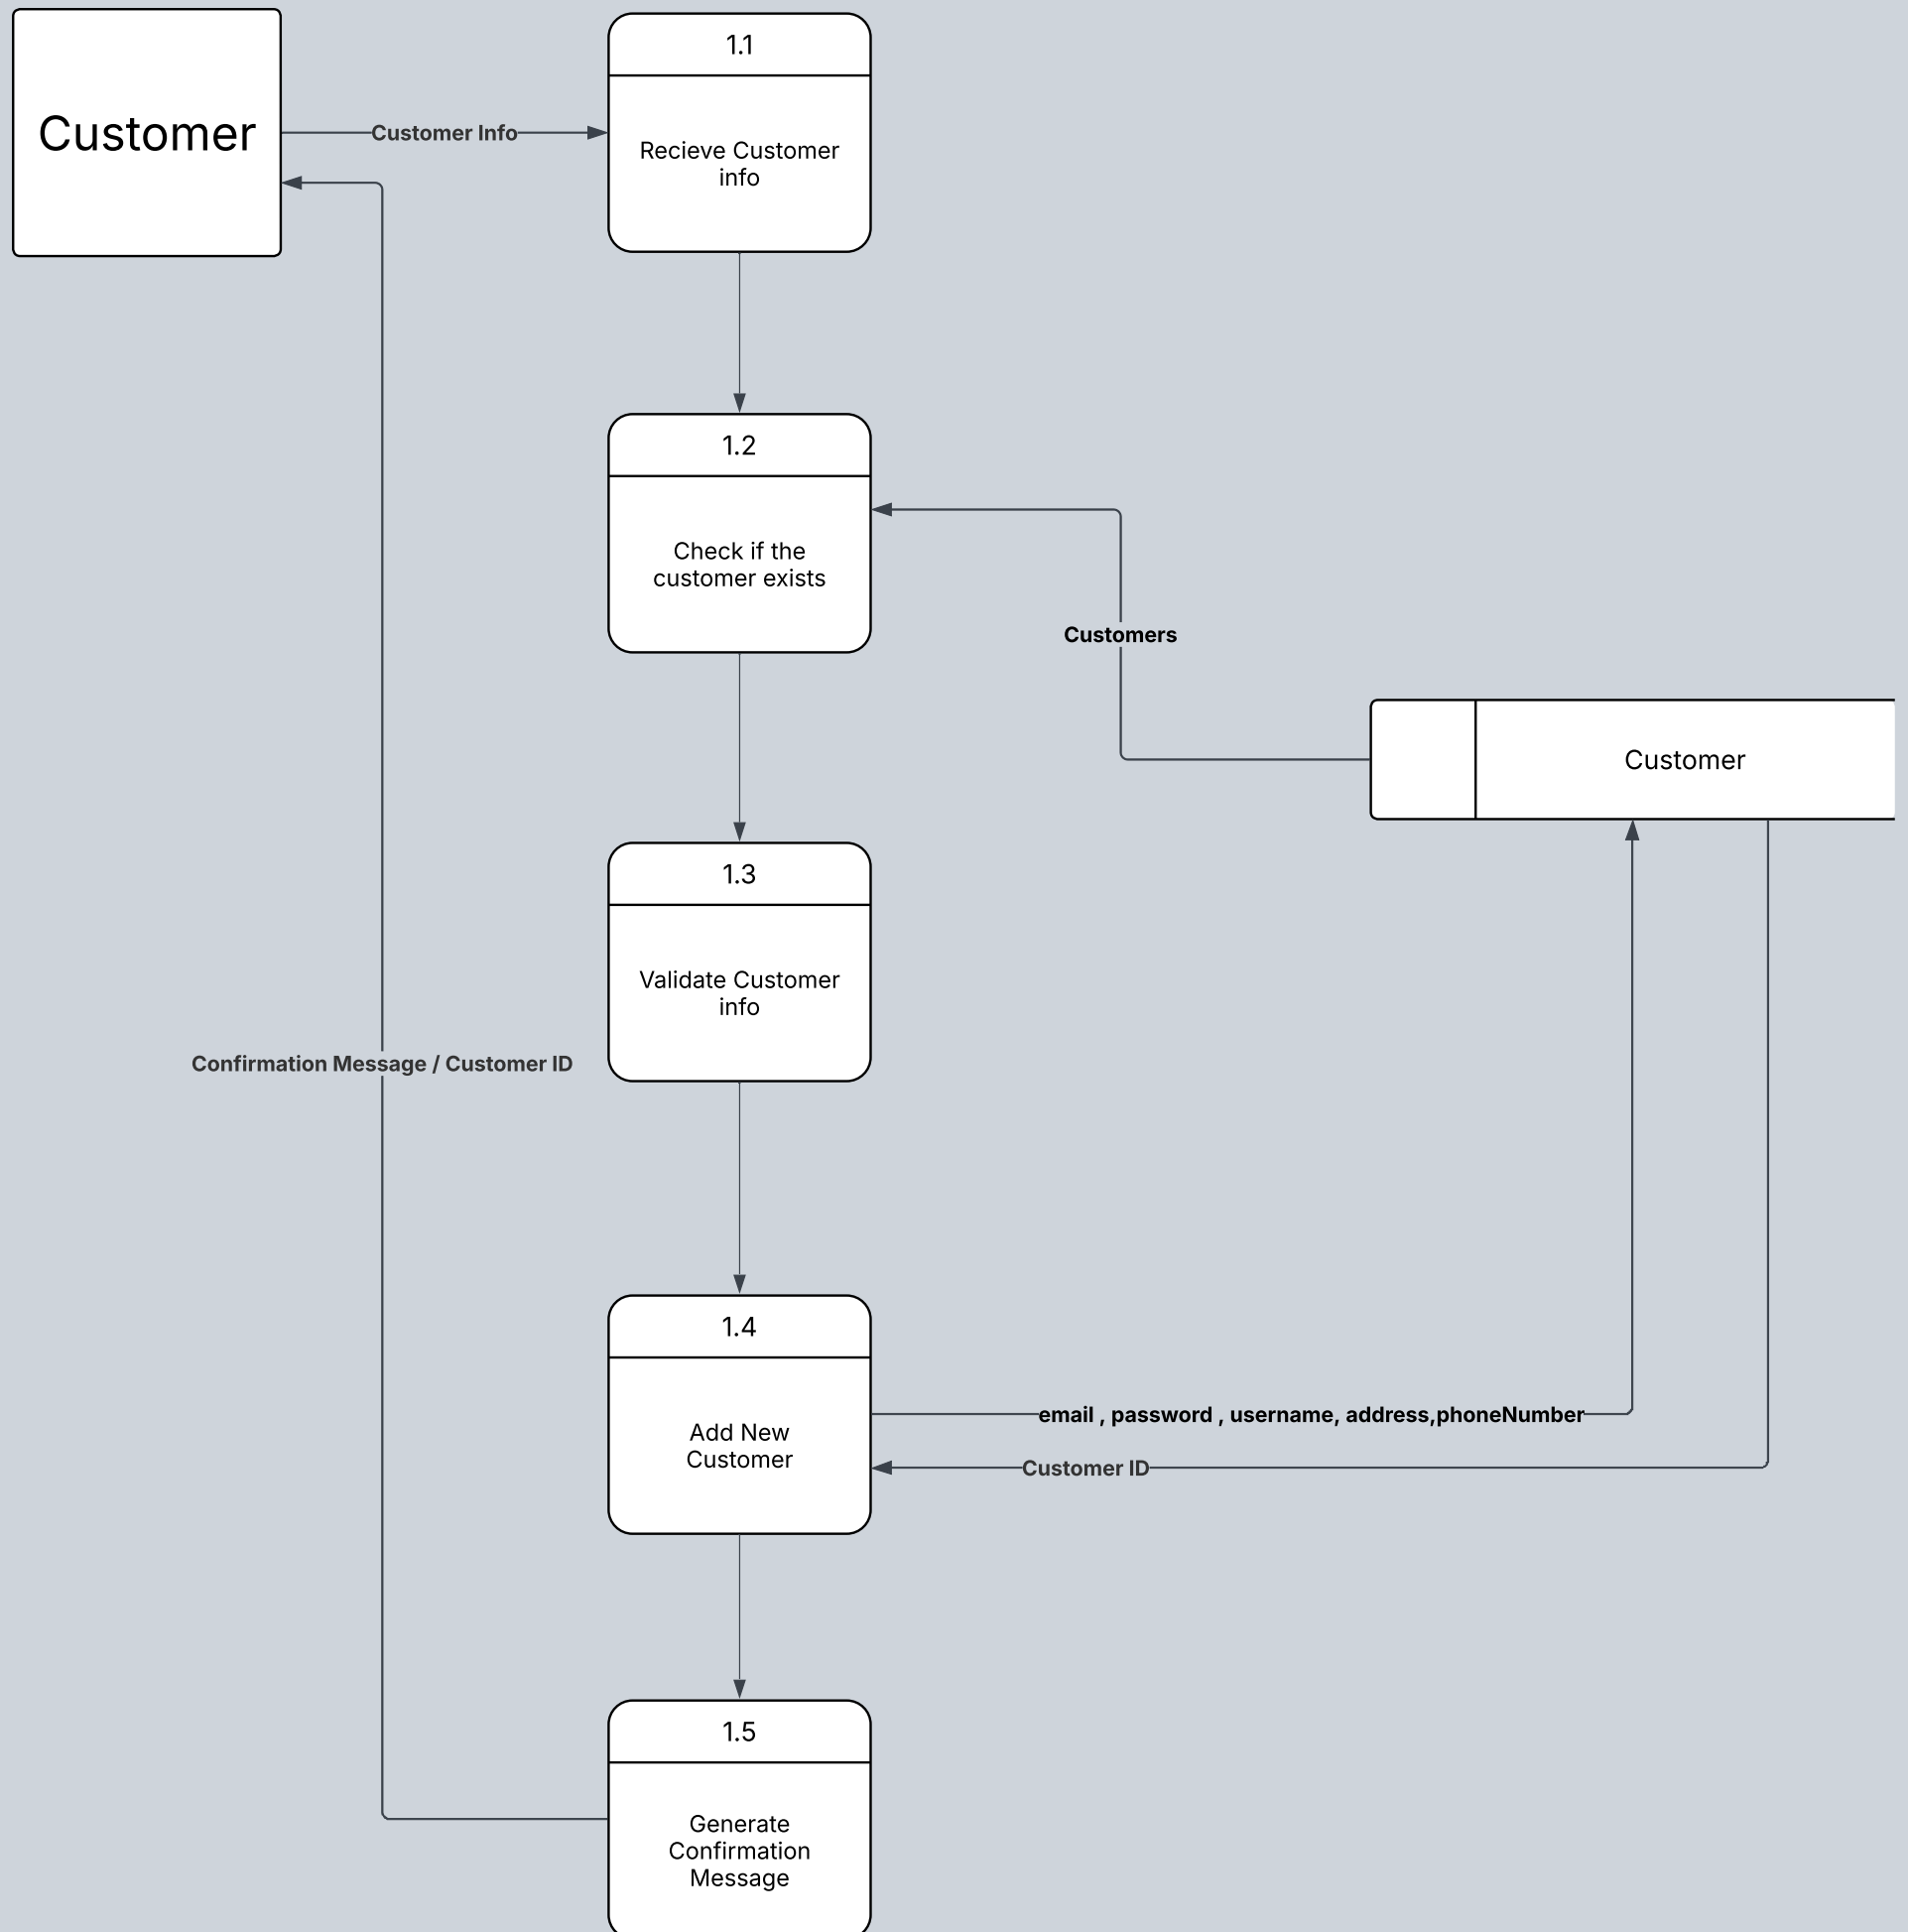 Customer
Customer Info
1.1
Recieve Customer
info
1.2
Check if the
customer exists
Customers
Customer
1.3
Validate Customer
info
Confirmation Message / Customer ID
1.4
Add New
Customer
email , password , username, address,phoneNumber
Customer ID
1.5
Generate
Confirmation
Message